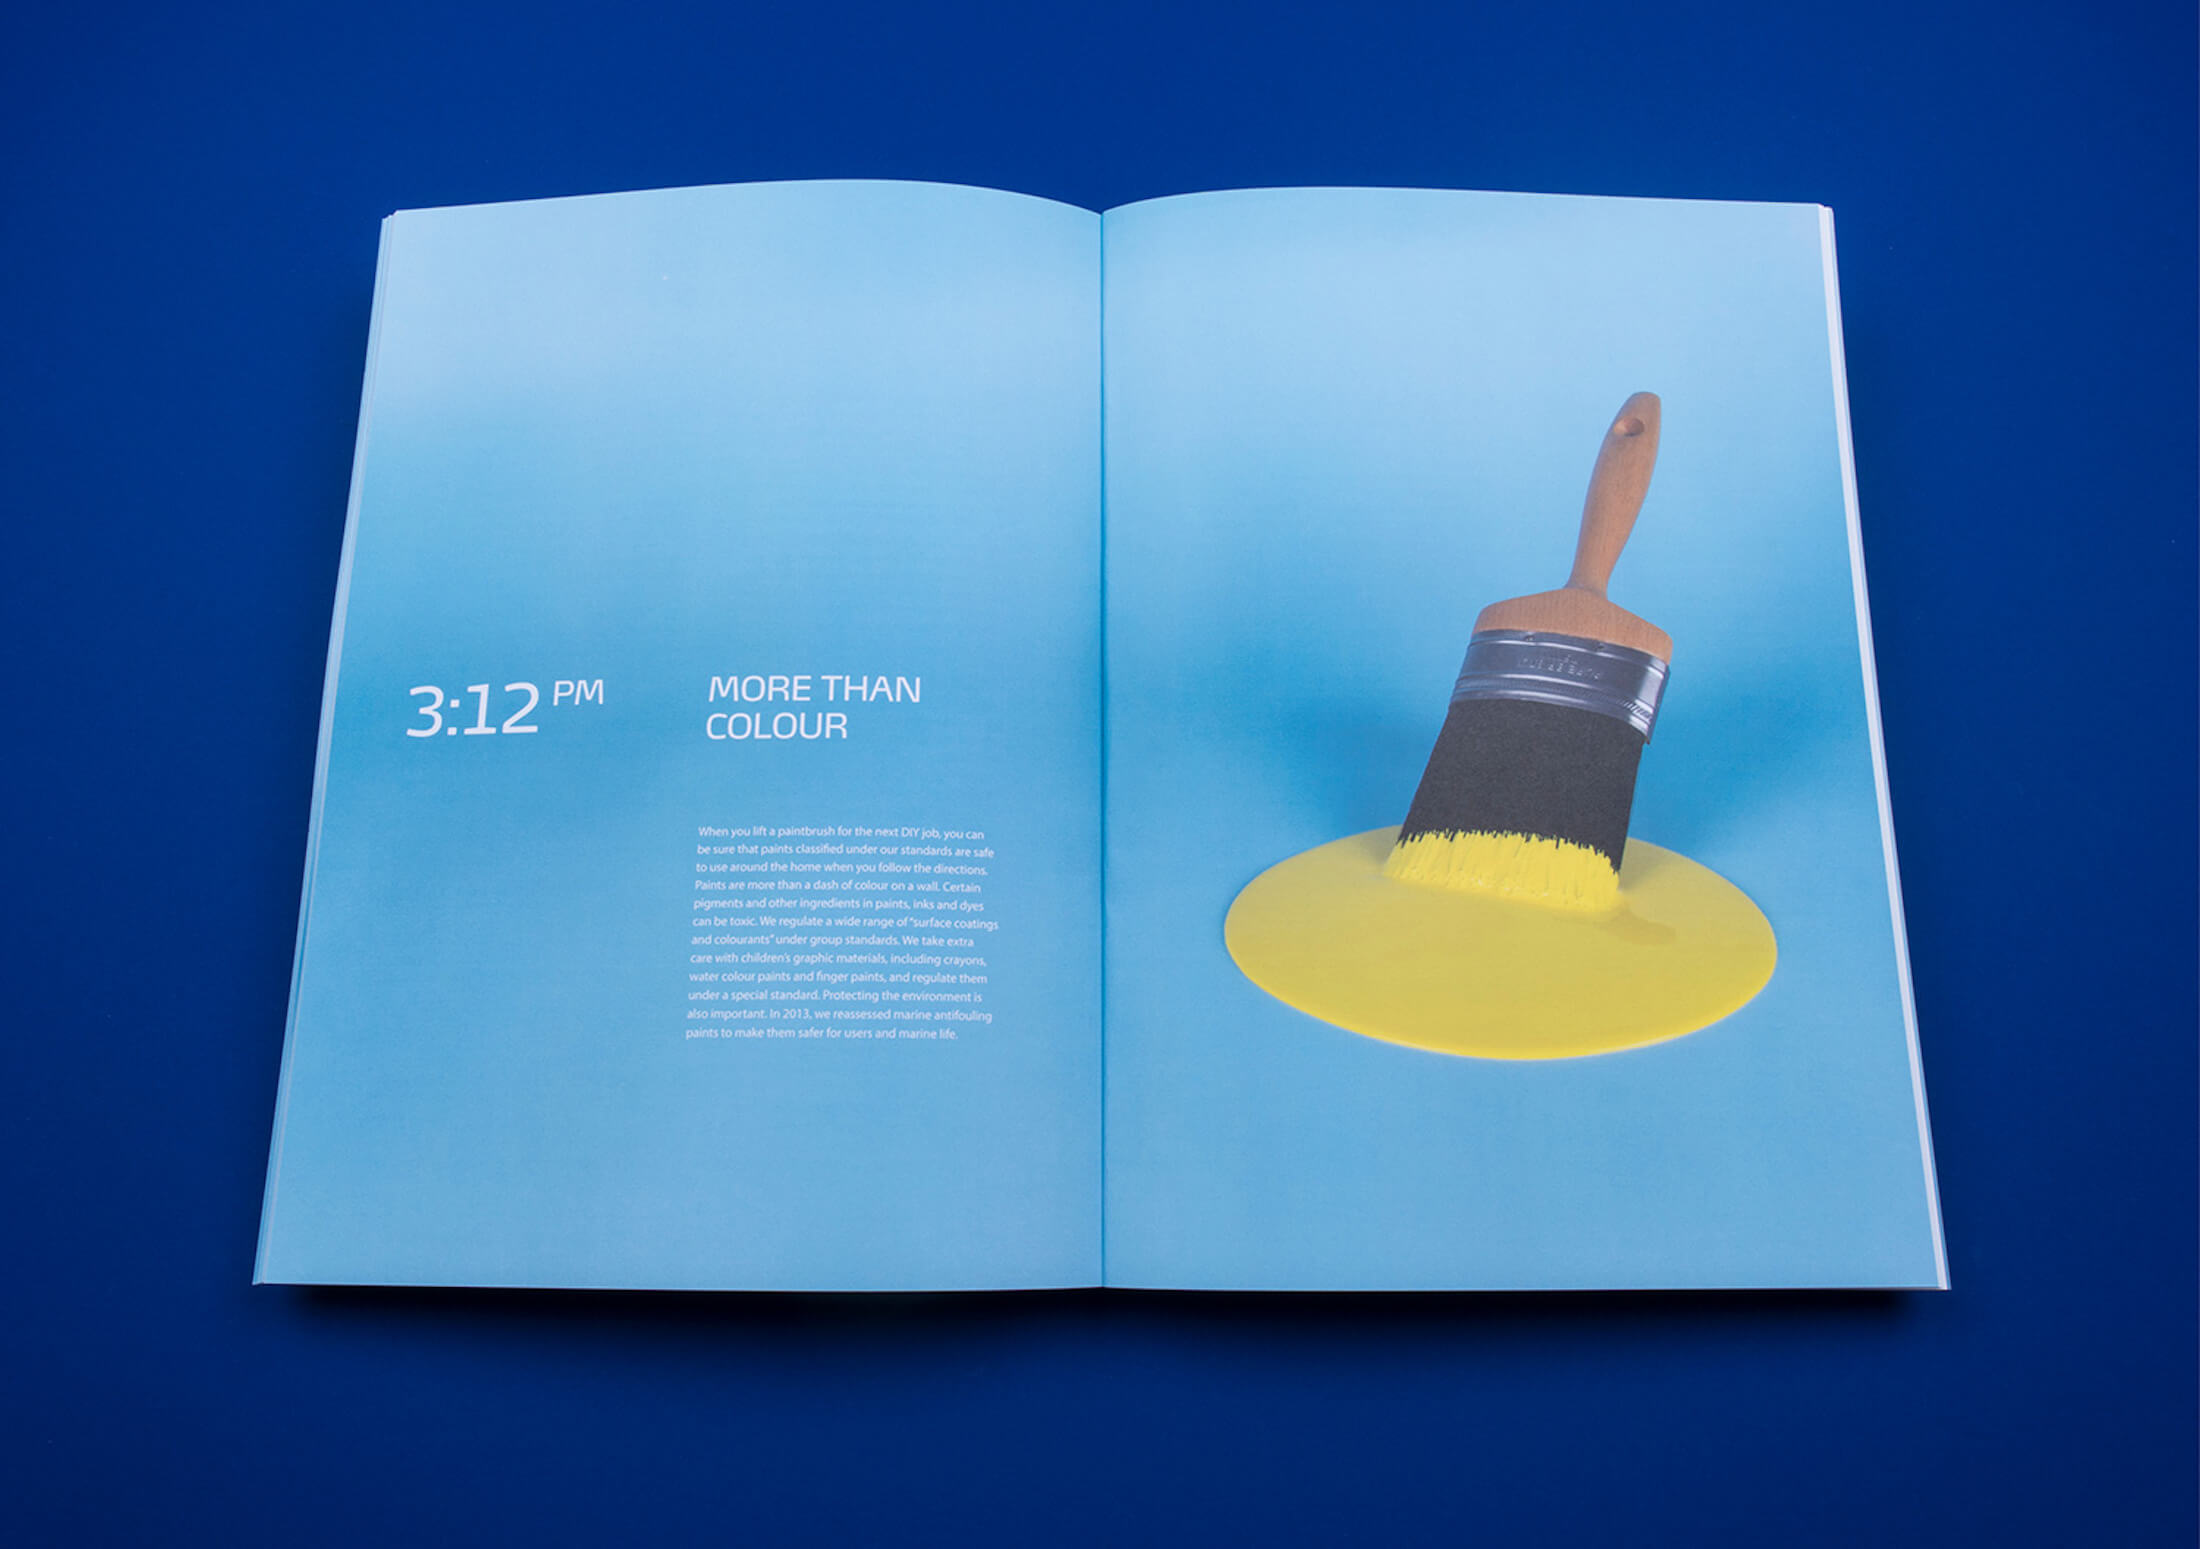 3:12 PM
MORE THAN
COLOUR
When you lift a paintbrush for the next DIY job, you can
be sure that paints classified under our standards are safe
to use around the home when you follow the directions.
Paints are more than a dash of colour on a wall. Certain
pigments and other ingredients in paints, inks and dyes
can be toxic. We regulate a wide range of “surface coatings
and colourants” under group standards. We take extra
care with children’s graphic materials, including crayons,
water colour paints and finger paints, and regulate them
under a special standard. Protecting the environment is
also important. In 2013, we reassessed marine antifouling
paints to make them safer for users and marine life.